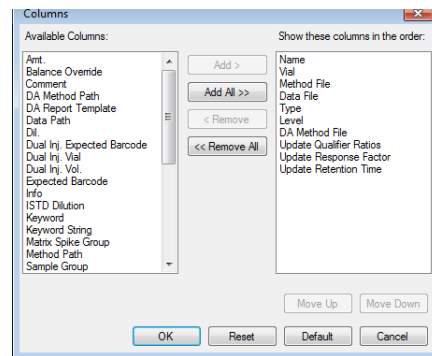 Columns
Available Columns:
Show these columns in the order:
Amt.
Balance Override
Comment
DA Method Path
DA Report Template
Data Path
Dil.
Dual Inj. Expected Barcode
Dual Inj. Vial
Dual Inj. Vol.
Expected Barcode
Info
ISTD Dilution
Keyword
Keyword String
Matrix Spike Group
Method Path
Sample Group
Add >
Add All >>
< Remove
<< Remove All
Name
Vial
Method File
Data File
Type
Level
DA Method File
Update Qualifier Ratios
Update Response Factor
Update Retention Time
Move Up
Move Down
OK
Reset
Default
Cancel